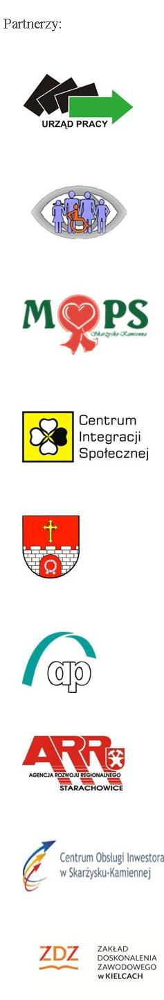 Partnerzy:
URZĄD PRACY
MOPS
Skarżysko Kamienna
Centrum
Integracji
Społecznej
ap
ARR
AGENCJA ROZWOJU REGIONALNEGO
STARACHOWICE
Centrum Obsługi Inwestora
w Skarżysku-Kamiennej
ZDZ
ZAKŁAD
DOSKONALENIA
ZAWODOWEGO
w KIELCACH